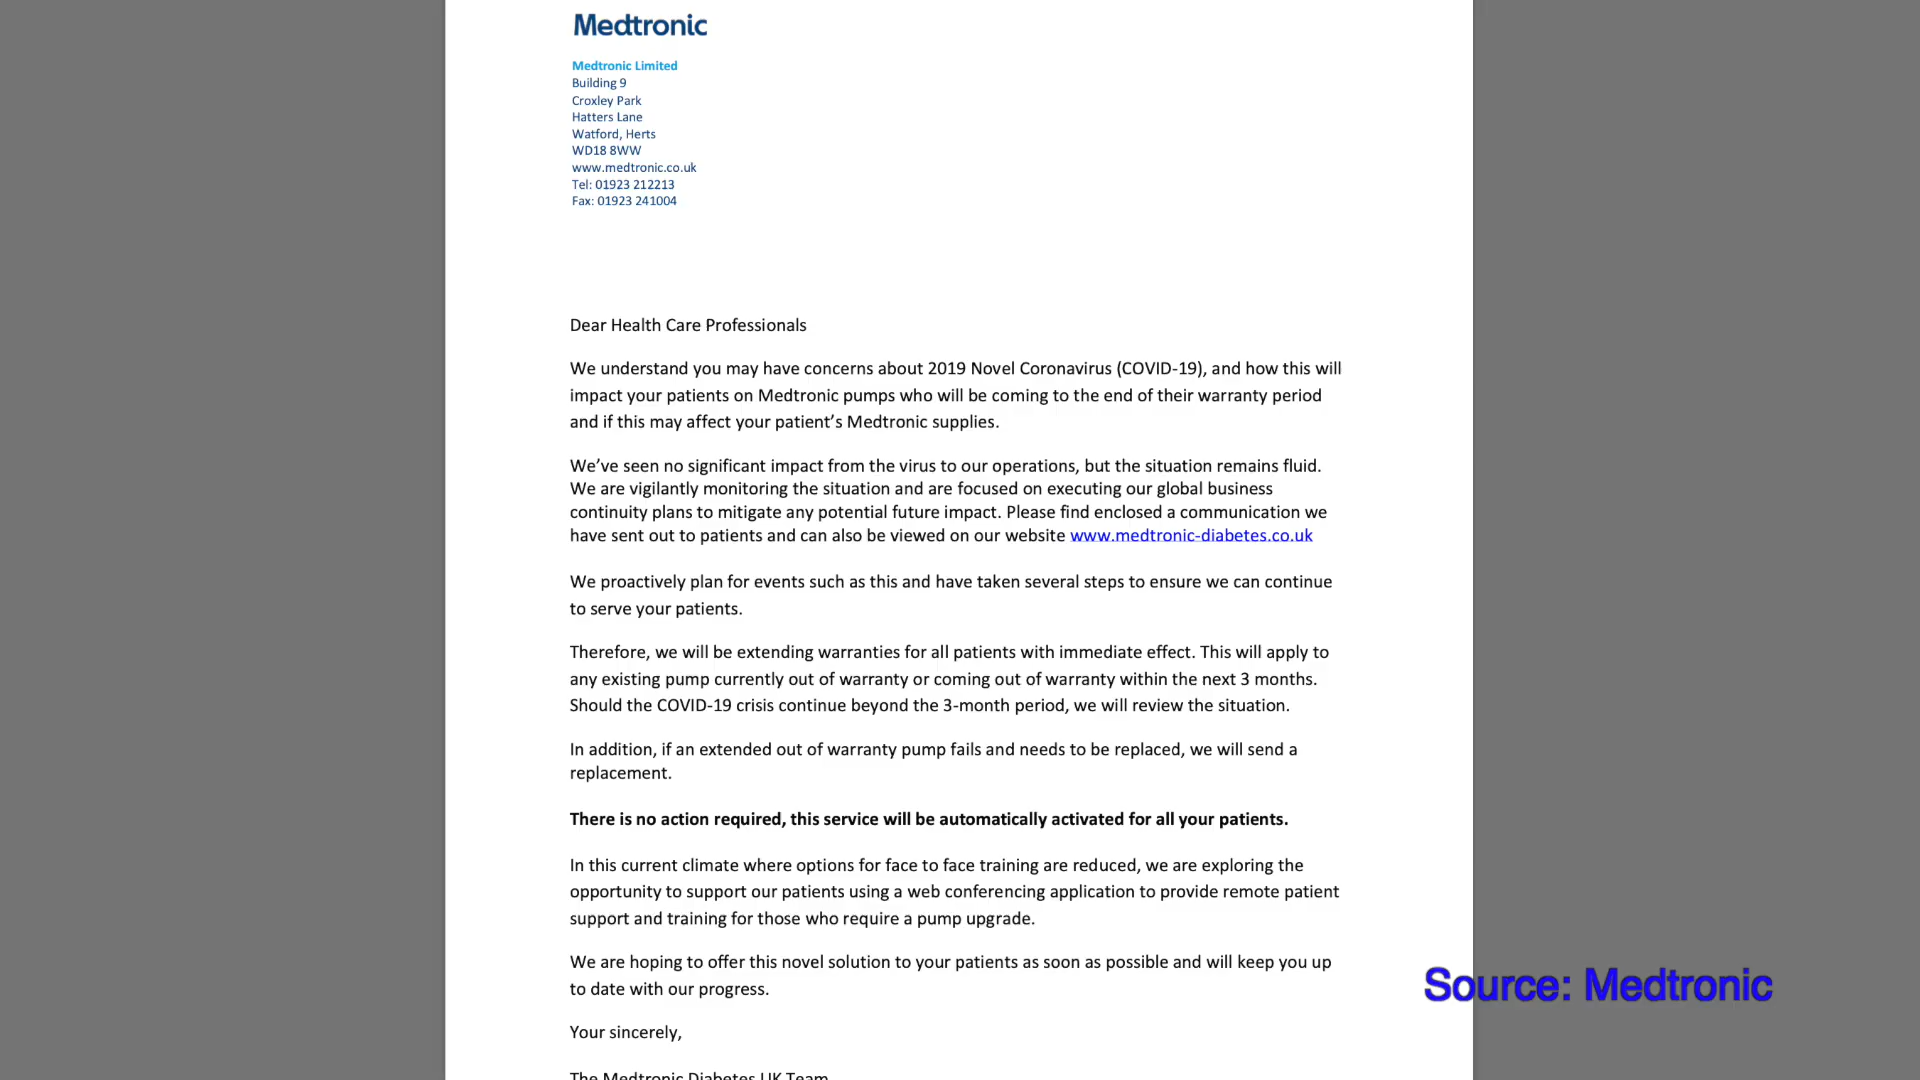 Medtronic
Medtronic Limited
Building 9
Croxley Park
Hatters Lane
Watford, Herts
WD18 8WW
www.medtronic.co.uk
Tel: 01923 212213
Fax: 01923 241004
Dear Health Care Professionals
We understand you may have concerns about 2019 Novel Coronavirus (COVID-19), and how this will
impact your patients on Medtronic pumps who will be coming to the end of their warranty period
and if this may affect your patient’s Medtronic supplies.
We’ve seen no significant impact from the virus to our operations, but the situation remains fluid.
We are vigilantly monitoring the situation and are focused on executing our global business
continuity plans to mitigate any potential future impact. Please find enclosed a communication we
have sent out to patients and can also be viewed on our website www.medtronic-diabetes.co.uk
We proactively plan for events such as this and have taken several steps to ensure we can continue
to serve your patients.
Therefore, we will be extending warranties for all patients with immediate effect. This will apply to
any existing pump currently out of warranty or coming out of warranty within the next 3 months.
Should the COVID-19 crisis continue beyond the 3-month period, we will review the situation.
In addition, if an extended out of warranty pump fails and needs to be replaced, we will send a
replacement.
There is no action required, this service will be automatically activated for all your patients.
In this current climate where options for face to face training are reduced, we are exploring the
opportunity to support our patients using a web conferencing application to provide remote patient
support and training for those who require a pump upgrade.
We are hoping to offer this novel solution to your patients as soon as possible and will keep you up
to date with our progress.
Your sincerely,
The Medtronic Diabetes UK Team
Source: Medtronic